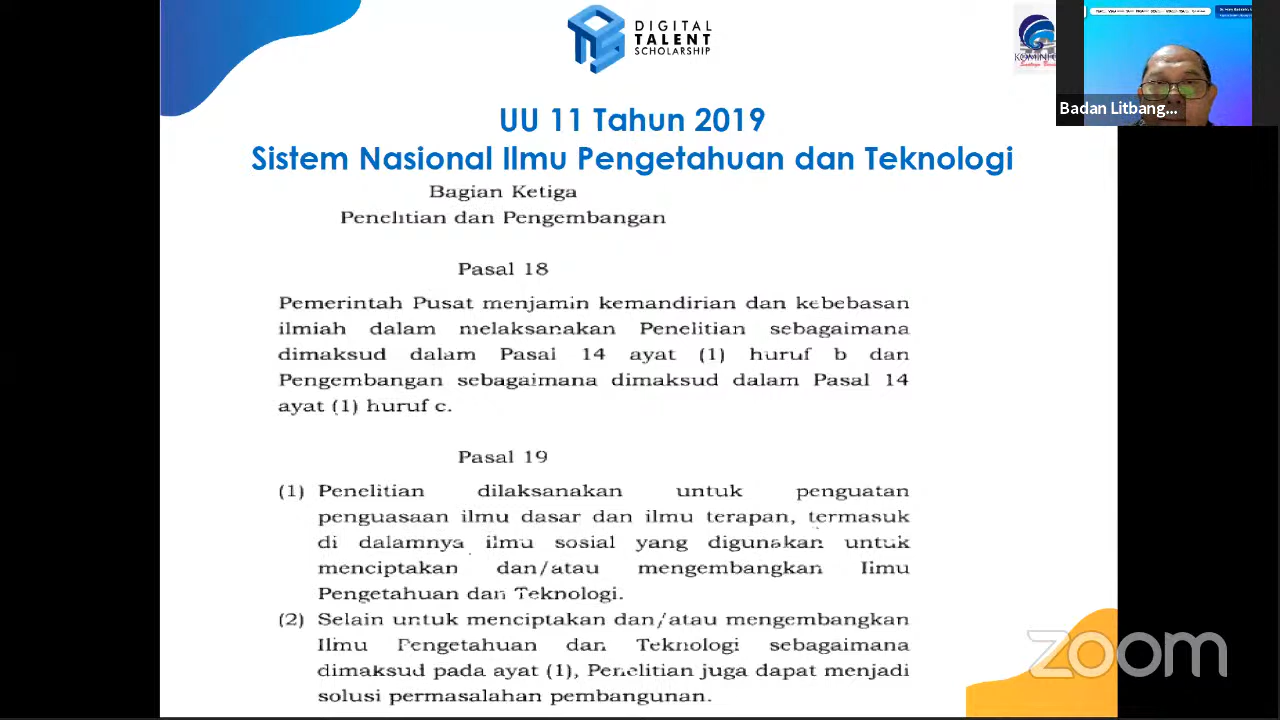 DIGITAL
TALENT
SCHOLARSHIP
KOMINFO
Badan Litbang...
UU 11 Tahun 2019
Sistem Nasional Ilmu Pengetahuan dan Teknologi
Bagian Ketiga
Penelitian dan Pengembangan
Pasal 18
Pemerintah Pusat menjamin kemandirian dan kebebasan
ilmiah dalam melaksanakan Penelitian sebagaimana
dimaksud dalam Pasal 14 ayat (1) huruf b dan
Pengembangan sebagaimana dimaksud dalam Pasal 14
ayat (1) huruf c.
Pasal 19
(1) Penelitian dilaksanakan untuk penguatan
penguasaan ilmu dasar dan ilmu terapan, termasuk
di dalamnya ilmu sosial yang digunakan untuk
menciptakan dan/atau mengembangkan Ilmu
Pengetahuan dan Teknologi.
(2) Selain untuk menciptakan dan/atau mengembangkan
Ilmu Pengetahuan dan Teknologi sebagaimana
dimaksud pada ayat (1), Penelitian juga dapat menjadi
solusi permasalahan pembangunan.
zoom